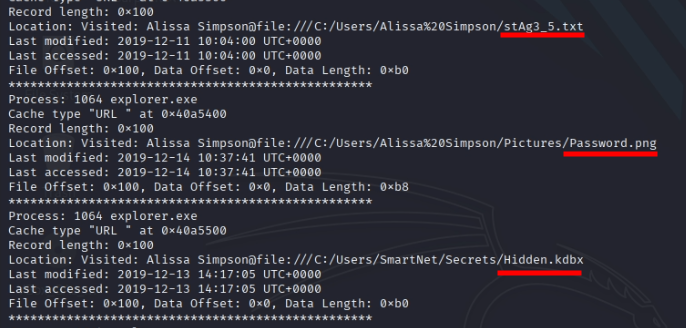 Record length: 0×100
Location: Visited: Alissa Simpson@file:///C:/Users/Alissa%20Simpson/stAg3_5.txt
Last modified: 2019-12-11 10:04:00 UTC+0000
Last accessed: 2019-12-11 10:04:00 UTC+0000
File Offset: 0×100, Data Offset: 0×0, Data Length: 0×b0
**************************************************
Process: 1064 explorer.exe
Cache type "URL " at 0×40a5400
Record length: 0×100
Location: Visited: Alissa Simpson@file:///C:/Users/Alissa%20Simpson/Pictures/Password.png
Last modified: 2019-12-14 10:37:41 UTC+0000
Last accessed: 2019-12-14 10:37:41 UTC+0000
File Offset: 0×100, Data Offset: 0×0, Data Length: 0×b8
**************************************************
Process: 1064 explorer.exe
Cache type "URL " at 0×40a5500
Record length: 0×100
Location: Visited: Alissa Simpson@file:///C:/Users/SmartNet/Secrets/Hidden.kdbx
Last modified: 2019-12-13 14:17:05 UTC+0000
Last accessed: 2019-12-13 14:17:05 UTC+0000
File Offset: 0×100, Data Offset: 0×0, Data Length: 0×b0
**************************************************